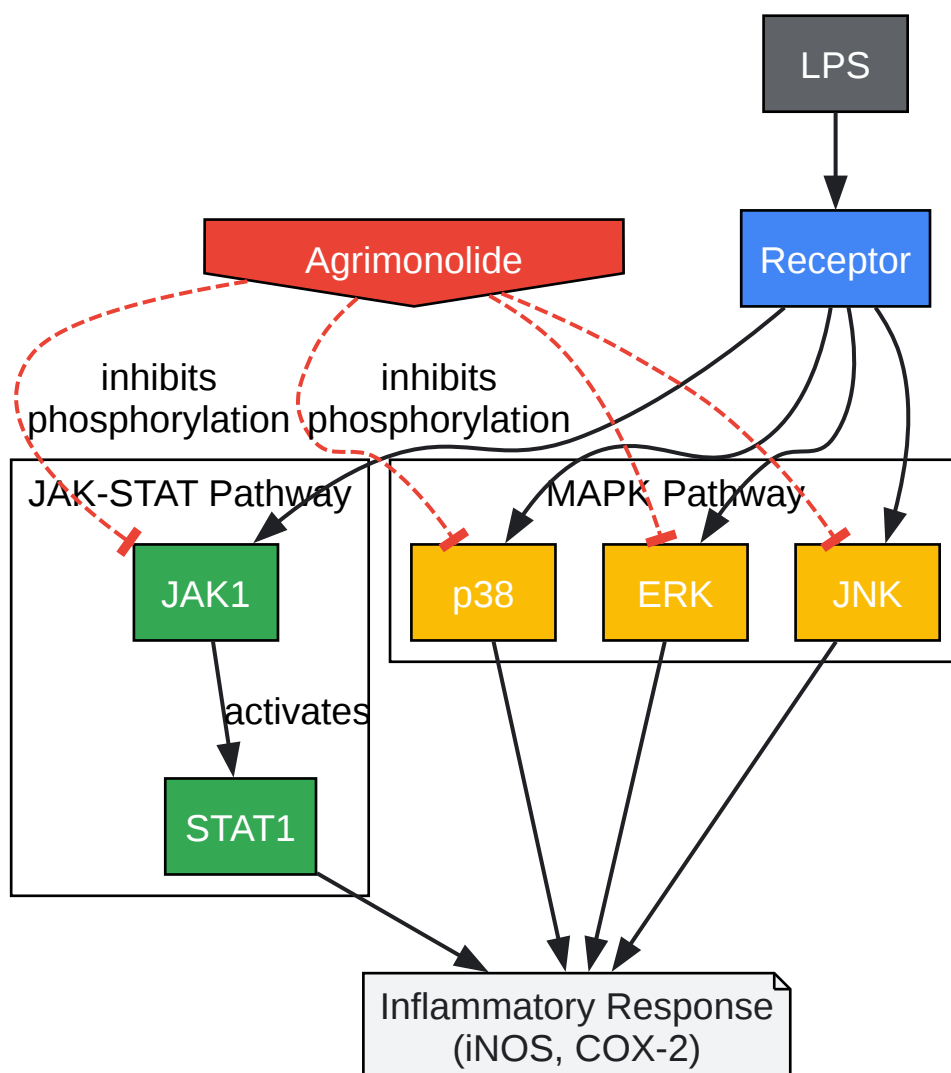 LPS
Agrimonolide
Receptor
inhibits
phosphorylation
inhibits
phosphorylation
JAK-STAT Pathway
MAPK Pathway
JAK1
p38
ERK
JNK
activates
STAT1
Inflammatory Response
(iNOS, COX-2)